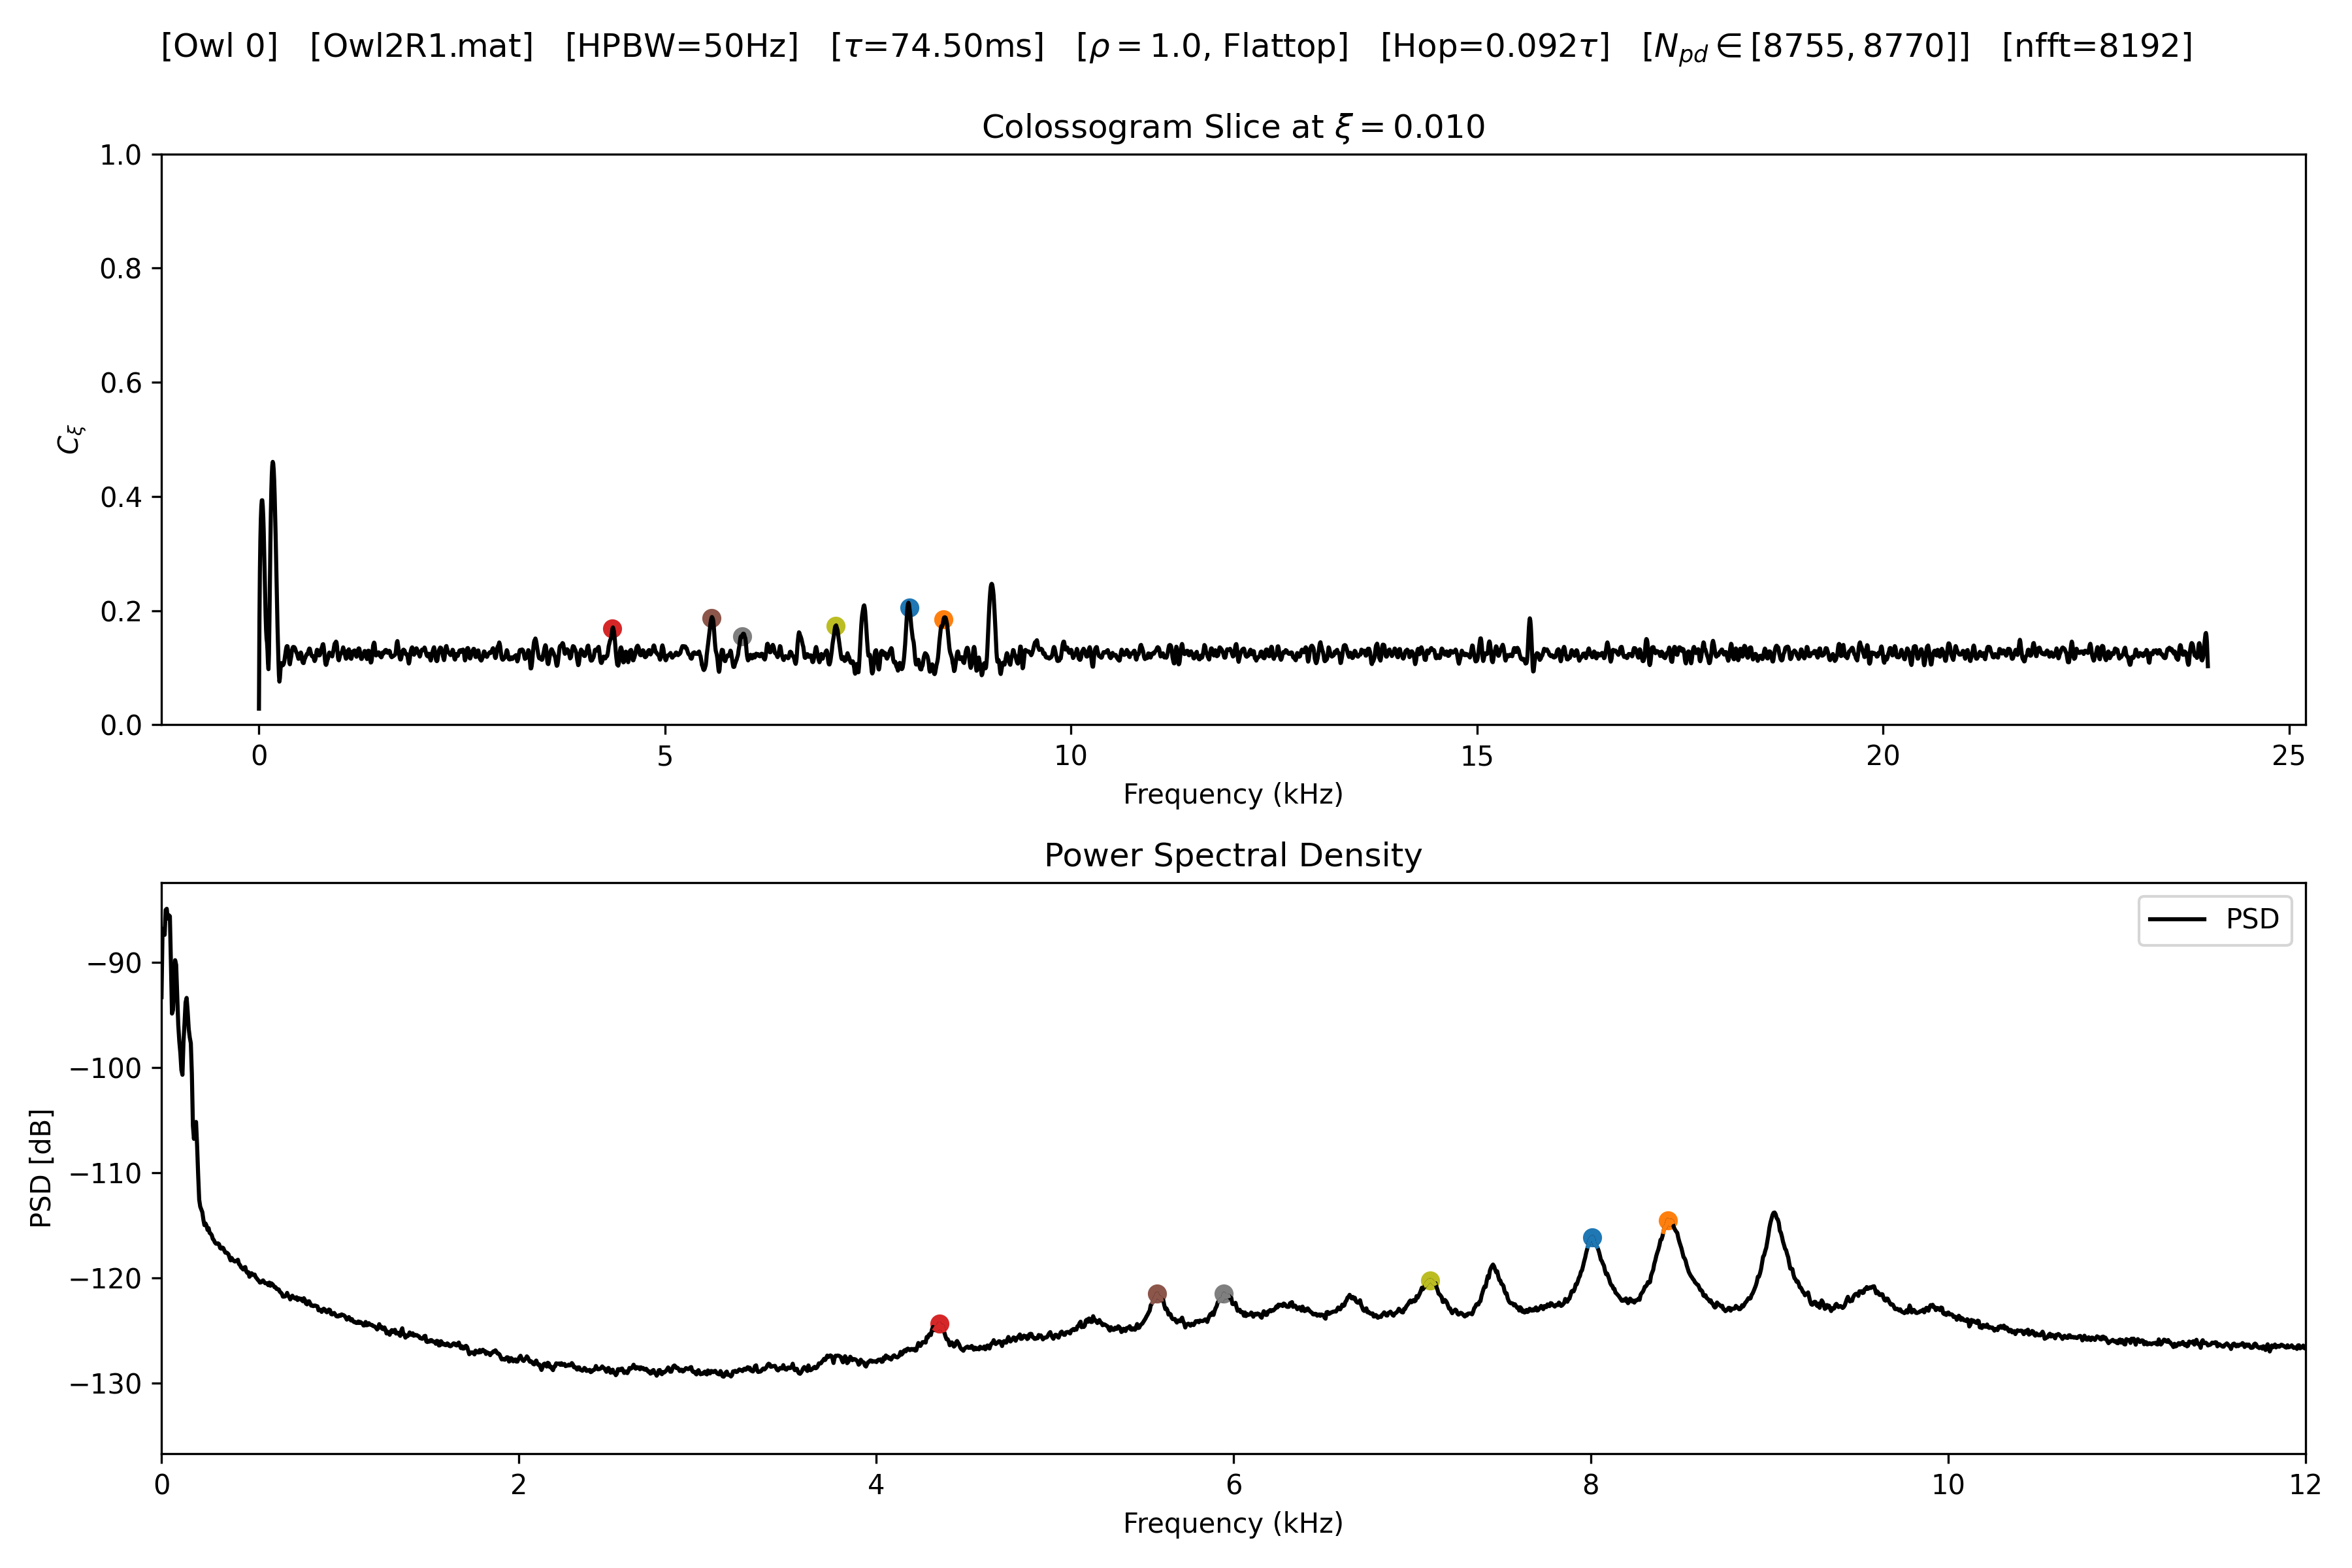 [Owl 0] [Owl2R1.mat] [HPBW=50Hz] [τ=74.50ms] [ρ = 1.0, Flattop] [Hop=0.092τ] [N_pd ∈ [8755, 8770]] [nfft=8192]
Colossogram Slice at ξ = 0.010
1.0
0.8
0.6
0.4
0.2
0.0
C_ξ
0 5 10 15 20 25
Frequency (kHz)
Power Spectral Density
PSD
−90
−100
−110
−120
−130
PSD [dB]
0 2 4 6 8 10 12
Frequency (kHz)